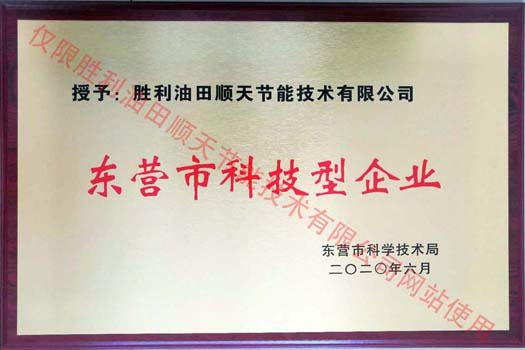 授予：胜利油田顺天节能技术有限公司
东营市科技型企业
东营市科学技术局
二〇二〇年六月
仅限胜利油田顺天节能技术有限公司网站使用